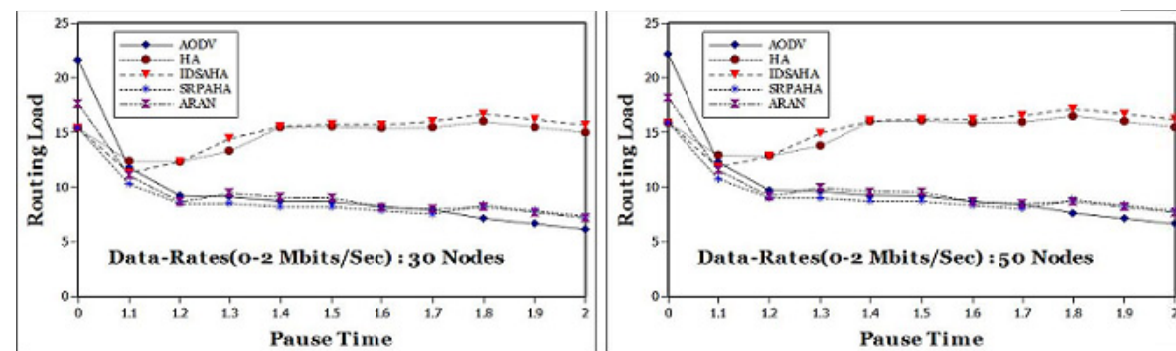 25
20
15
10
5
0
Routing Load
AODV
HA
IDSAHA
SRPAHA
ARAN
Data-Rates(0-2 Mbits/Sec) : 30 Nodes
0 1.1 1.2 1.3 1.4 1.5 1.6 1.7 1.8 1.9 2
Pause Time
25
20
15
10
5
0
Routing Load
AODV
HA
IDSAHA
SRPAHA
ARAN
Data-Rates(0-2 Mbits/Sec) : 50 Nodes
0 1.1 1.2 1.3 1.4 1.5 1.6 1.7 1.8 1.9 2
Pause Time